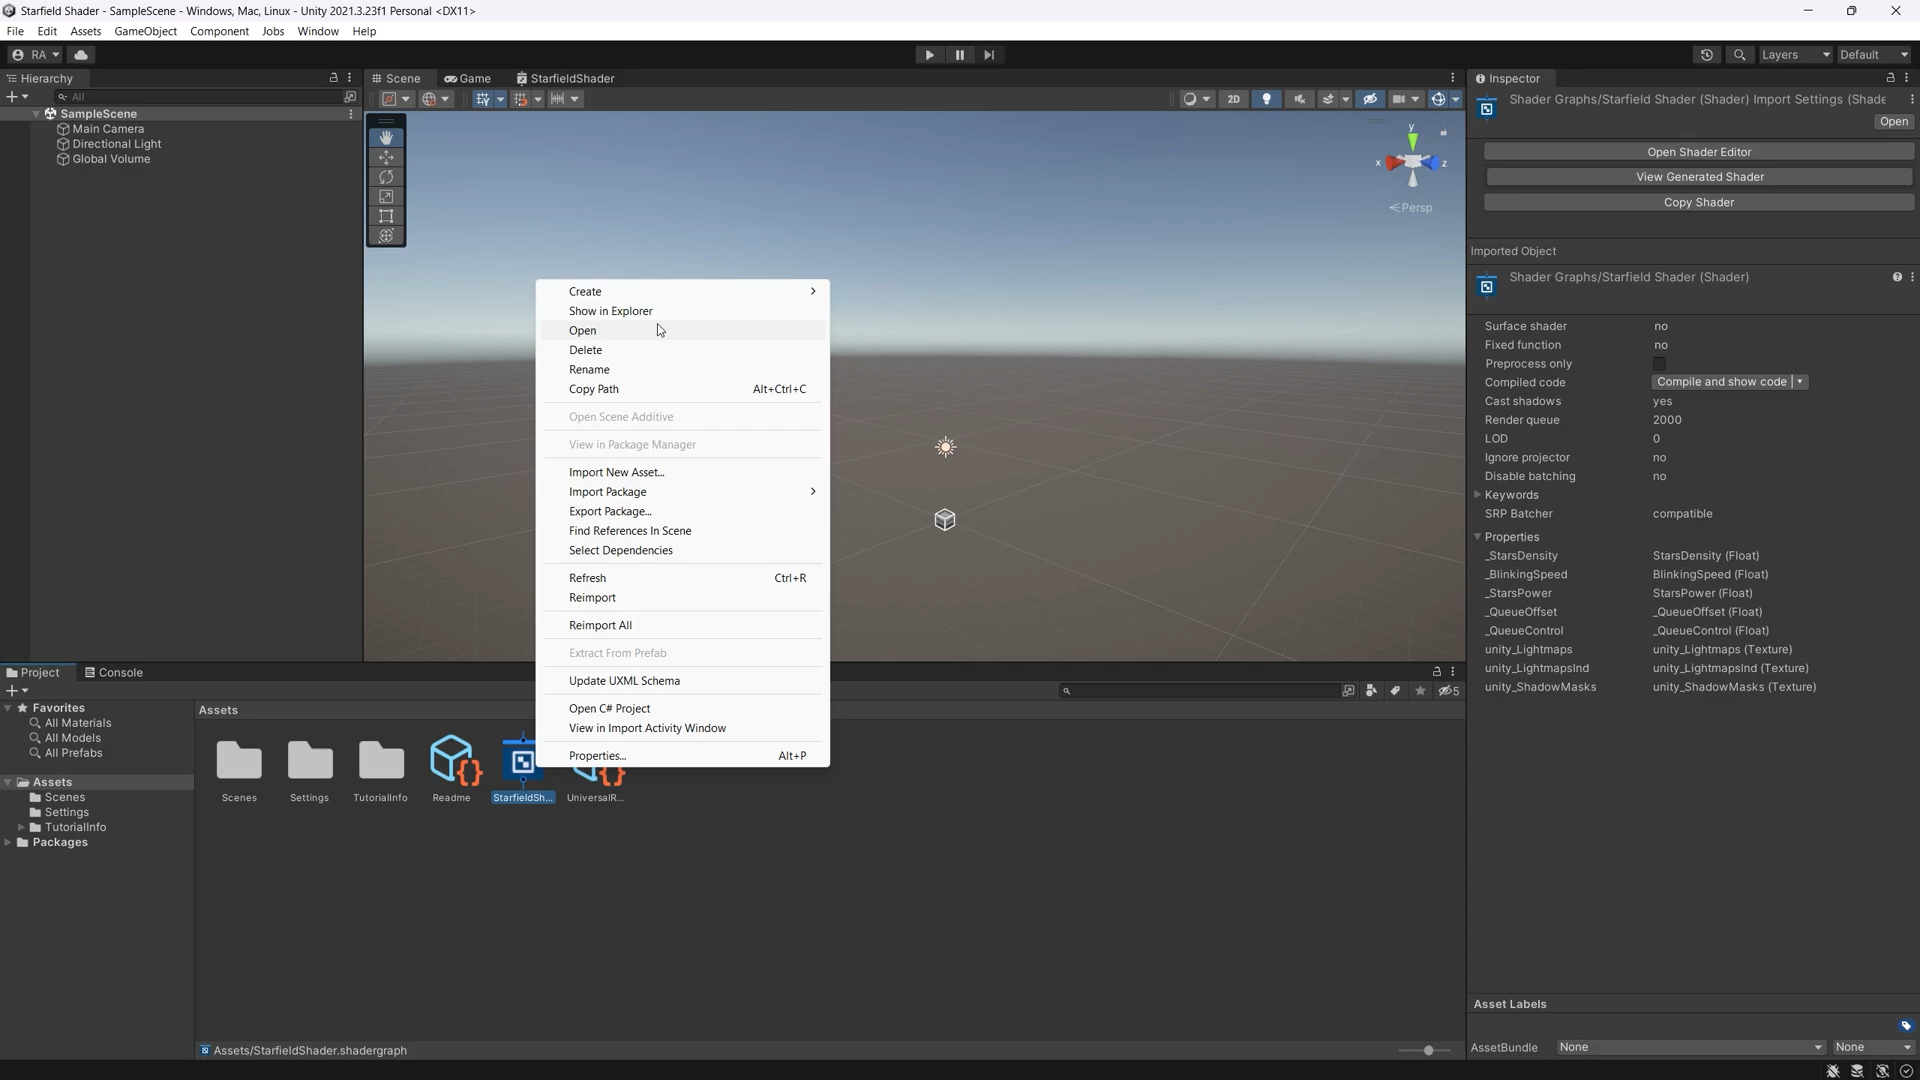 Starfield Shader - SampleScene - Windows, Mac, Linux - Unity 2021.3.23f1 Personal <DX11>
File Edit Assets GameObject Component Jobs Window Help
RA Layers Default
Hierarchy
All
SampleScene
Main Camera
Directional Light
Global Volume
Scene Game StarfieldShader
2D
y
x z
Persp
Create
Show in Explorer
Open
Delete
Rename
Copy Path Alt+Ctrl+C
Open Scene Additive
View in Package Manager
Import New Asset...
Import Package
Export Package...
Find References In Scene
Select Dependencies
Refresh Ctrl+R
Reimport
Reimport All
Extract From Prefab
Update UXML Schema
Open C# Project
View in Import Activity Window
Properties... Alt+P
Project Console
5
Favorites
All Materials
All Models
All Prefabs
Assets
Scenes
Settings
TutorialInfo
Packages
Assets
Scenes Settings TutorialInfo Readme StarfieldSh... UniversalR...
Assets/StarfieldShader.shadergraph
Inspector
Shader Graphs/Starfield Shader (Shader) Import Settings (Shade
Open
Open Shader Editor
View Generated Shader
Copy Shader
Imported Object
Shader Graphs/Starfield Shader (Shader)
Surface shader no
Fixed function no
Preprocess only
Compiled code Compile and show code
Cast shadows yes
Render queue 2000
LOD 0
Ignore projector no
Disable batching no
Keywords
SRP Batcher compatible
Properties
_StarsDensity StarsDensity (Float)
_BlinkingSpeed BlinkingSpeed (Float)
_StarsPower StarsPower (Float)
_QueueOffset _QueueOffset (Float)
_QueueControl _QueueControl (Float)
unity_Lightmaps unity_Lightmaps (Texture)
unity_LightmapsInd unity_LightmapsInd (Texture)
unity_ShadowMasks unity_ShadowMasks (Texture)
Asset Labels
AssetBundle None None